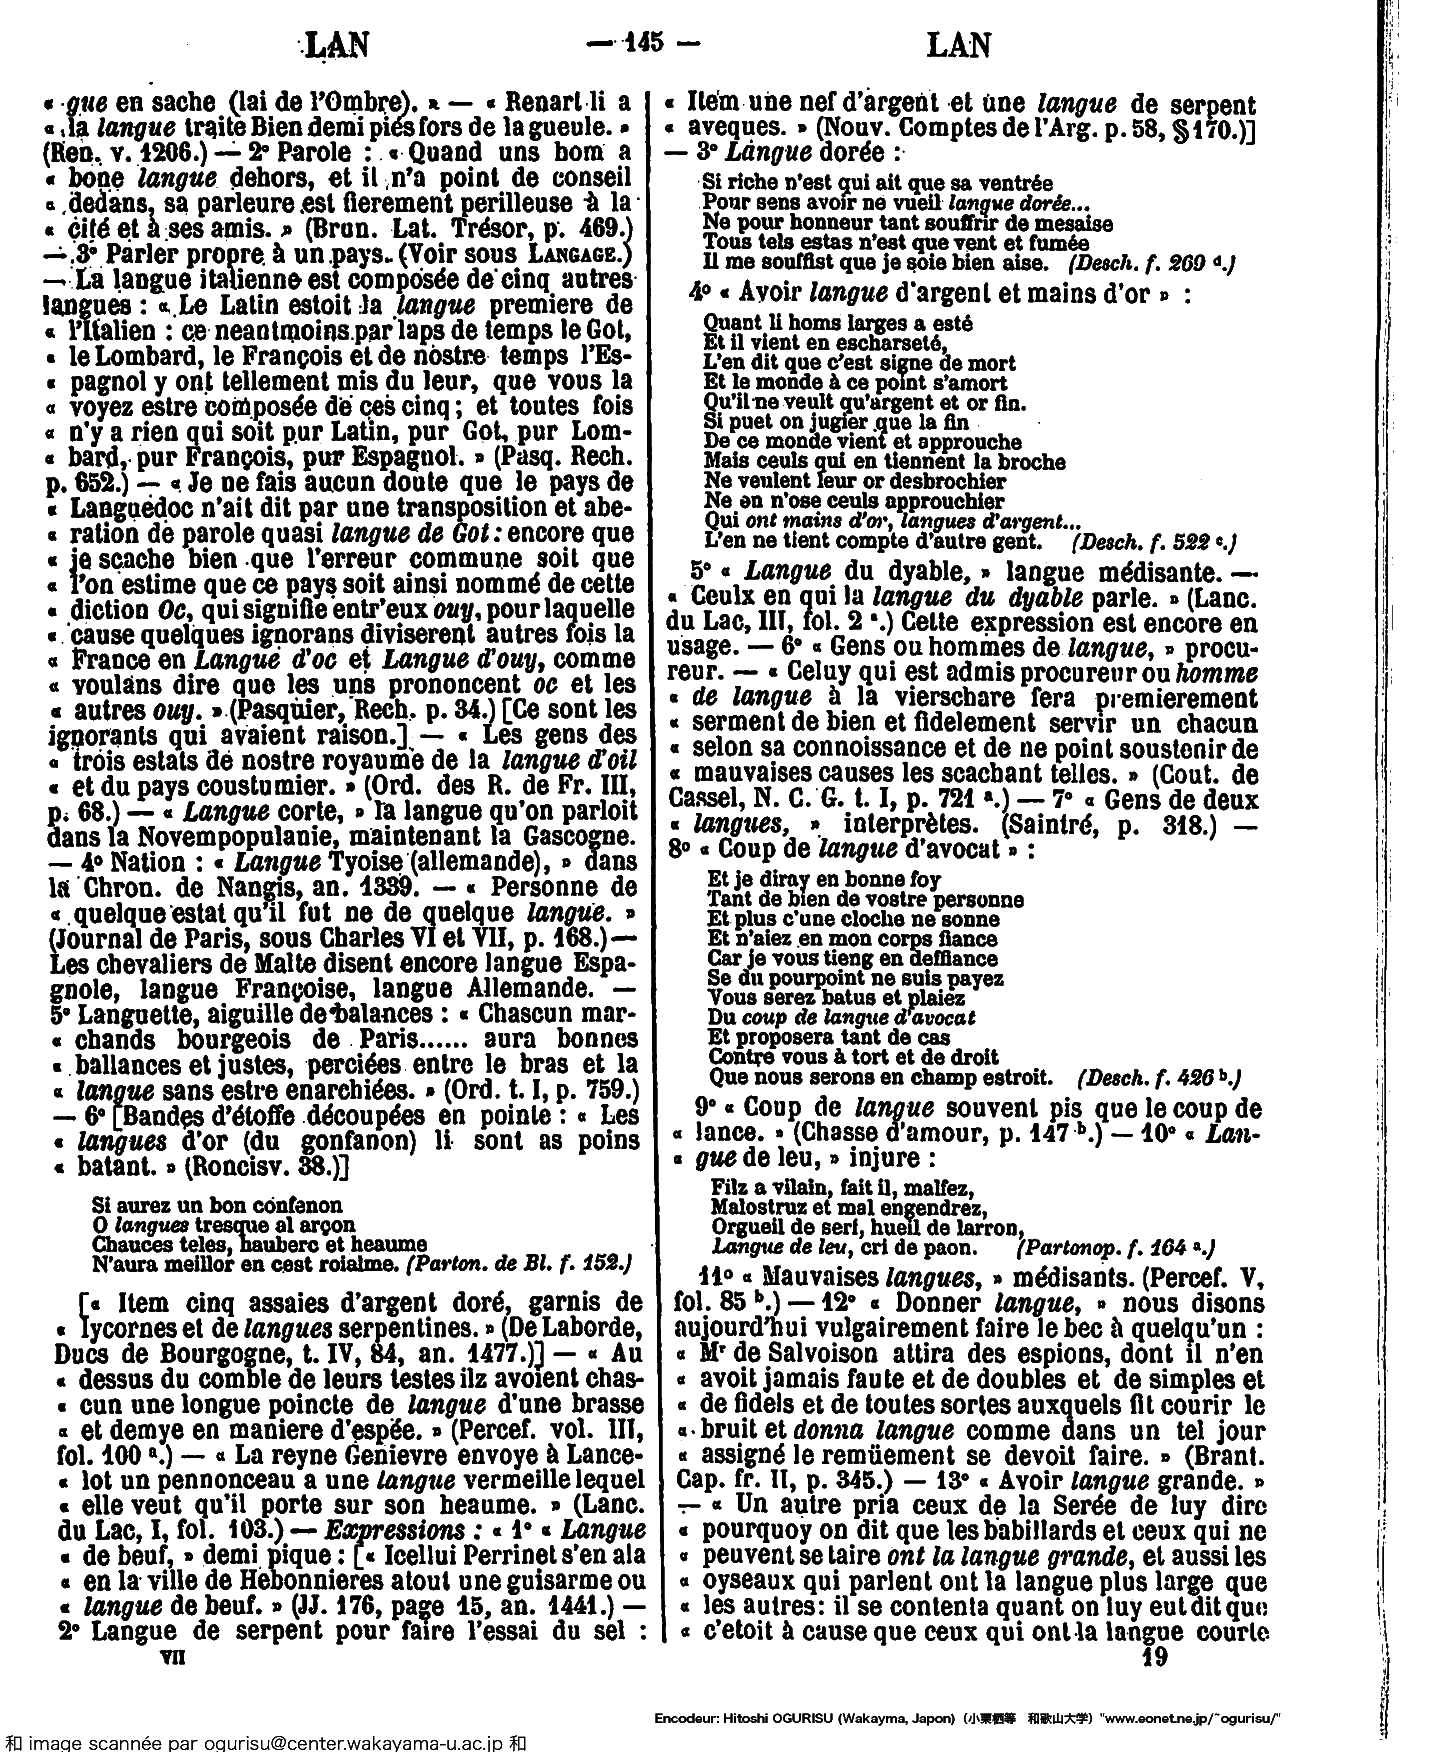 LAN
— 145 —
LAN
« que en sache (lai de l'Ombre). » — « Renart li a
« la langue traite Bien demi piés fors de la gueule. »
(Ren. v. 1206.) — 2° Parole : « Quand uns hom a
« bone langue dehors, et il n'a point de conseil
« dedans, sa parleure est fierement perilleuse à la
« cité et à ses amis. » (Brun. Lat. Trésor, p. 469.)
— 3° Parler propre à un pays. (Voir sous LANGAGE.)
— La langue italienne est composée de cinq autres
langues : « Le Latin estoit la langue premiere de
« l'Italien : ce neantmoins par laps de temps le Got,
« le Lombard, le François et de nostre temps l'Es-
« pagnol y ont tellement mis du leur, que vous la
« voyez estre composée de ces cinq ; et toutes fois
« n'y a rien qui soit pur Latin, pur Got, pur Lom-
« bard, pur François, pur Espagnol. » (Pasq. Rech.
p. 652.) — « Je ne fais aucun doute que le pays de
« Languedoc n'ait dit par une transposition et abe-
« ration de parole quasi langue de Got : encore que
« je scache bien que l'erreur commune soit que
« l'on estime que ce pays soit ainsi nommé de cette
« diction Oc, qui signifie entr'eux ouy, pour laquelle
« cause quelques ignorans diviserent autres fois la
« France en Langue d'oc et Langue d'ouy, comme
« voulans dire que les uns prononcent oc et les
« autres ouy. » (Pasquier, Rech. p. 34.) [Ce sont les
ignorants qui avaient raison.] — « Les gens des
« trois estats de nostre royaume de la langue d'oil
« et du pays coustumier. » (Ord. des R. de Fr. III,
p. 68.) — « Langue corte, » la langue qu'on parloit
dans la Novempopulanie, maintenant la Gascogne.
— 4° Nation : « Langue Tyoise (allemande), » dans
la Chron. de Nangis, an. 1339. — « Personne de
« quelque estat qu'il fut ne de quelque langue. »
(Journal de Paris, sous Charles VI et VII, p. 168.) —
Les chevaliers de Malte disent encore langue Espa-
gnole, langue Françoise, langue Allemande. —
5° Languette, aiguille de balances : « Chascun mar-
« chands bourgeois de Paris...... aura bonnes
« ballances et justes, perciées entre le bras et la
« langue sans estre enarchiées. » (Ord. t. I, p. 759.)
— 6° [Bandes d'étoffe découpées en pointe : « Les
« langues d'or (du gonfanon) li sont as poins
« batant. » (Roncisv. 38.)]
Si aurez un bon confanon
O langues tresque al arçon
Chauces teles, hauberc et heaume
N'aura meillor en cest roialme. (Parton. de Bl. f. 152.)
[« Item cinq assaies d'argent doré, garnis de
« lycornes et de langues serpentines. » (De Laborde,
Ducs de Bourgogne, t. IV, 84, an. 1477.)] — « Au
« dessus du comble de leurs testes ilz avoient chas-
« cun une longue poincte de langue d'une brasse
« et demye en maniere d'espée. » (Percef. vol. III,
fol. 100 a.) — « La reyne Genievre envoye à Lance-
« lot un pennonceau a une langue vermeille lequel
« elle veut qu'il porte sur son heaume. » (Lanc.
du Lac, I, fol. 103.) — Expressions : « 1° « Langue
« de beuf, » demi pique : [« Icellui Perrinet s'en ala
« en la ville de Hebonnieres atout une guisarme ou
« langue de beuf. » (JJ. 176, page 15, an. 1441.) —
2° Langue de serpent pour faire l'essai du sel :
VII
« Item une nef d'argent et une langue de serpent
« aveques. » (Nouv. Comptes de l'Arg. p. 58, § 170.)]
— 3° Langue dorée :
Si riche n'est qui ait que sa ventrée
Pour sens avoir ne vueil langue dorée...
Ne pour honneur tant souffrir de mesaise
Tous tels estas n'est que vent et fumée
Il me souffist que je soie bien aise. (Desch. f. 269 d.)
4° « Avoir langue d'argent et mains d'or » :
Quant li homs larges a esté
Et il vient en escharseté,
L'en dit que c'est signe de mort
Et le monde à ce point s'amort
Qu'il ne veult qu'argent et or fin.
Si puet on jugier que la fin
De ce monde vient et approuche
Mais ceuls qui en tiennent la broche
Ne veulent leur or desbrochier
Ne en n'ose ceuls approuchier
Qui ont mains d'or, langues d'argent...
L'en ne tient compte d'autre gent. (Desch. f. 522 c.)
5° « Langue du dyable, » langue médisante. —
« Ceulx en qui la langue du dyable parle. » (Lanc.
du Lac, III, fol. 2 a.) Cette expression est encore en
usage. — 6° « Gens ou hommes de langue, » procu-
reur. — « Celuy qui est admis procureur ou homme
« de langue à la vierschare fera premierement
« serment de bien et fidelement servir un chacun
« selon sa connoissance et de ne point soustenir de
« mauvaises causes les scachant telles. » (Cout. de
Cassel, N. C. G. t. I, p. 721 a.) — 7° « Gens de deux
« langues, » interprètes. (Saintré, p. 318.) —
8° « Coup de langue d'avocat » :
Et je diray en bonne foy
Tant de bien de vostre personne
Et plus c'une cloche ne sonne
Et n'aiez en mon corps fiance
Car je vous tieng en deffiance
Se du pourpoint ne suis payez
Vous serez batus et plaiez
Du coup de langue d'avocat
Et proposera tant de cas
Contre vous à tort et de droit
Que nous serons en champ estroit. (Desch. f. 426 b.)
9° « Coup de langue souvent pis que le coup de
« lance. » (Chasse d'amour, p. 147 b.) — 10° « Lan-
« gue de leu, » injure :
Filz a vilain, fait il, malfez,
Malostruz et mal engendrez,
Orgueil de serf, hueil de larron,
Langue de leu, cri de paon. (Partonop. f. 164 a.)
11° « Mauvaises langues, » médisants. (Percef. V,
fol. 85 b.) — 12° « Donner langue, » nous disons
aujourd'hui vulgairement faire le bec à quelqu'un :
« Mr de Salvoison attira des espions, dont il n'en
« avoit jamais faute et de doubles et de simples et
« de fidels et de toutes sortes auxquels fit courir le
« bruit et donna langue comme dans un tel jour
« assigné le remüement se devoit faire. » (Brant.
Cap. fr. II, p. 345.) — 13° « Avoir langue grande. »
— « Un autre pria ceux de la Serée de luy dire
« pourquoy on dit que les babillards et ceux qui ne
« peuvent se taire ont la langue grande, et aussi les
« oyseaux qui parlent ont la langue plus large que
« les autres : il se contenta quant on luy eut dit que
« c'etoit à cause que ceux qui ont la langue courte
19
Encodeur: Hitoshi OGURISU (Wakayma, Japon) (小栗栖等 和歌山大学) "www.eonet.ne.jp/~ogurisu/"
和 image scannée par ogurisu@center.wakayama-u.ac.jp 和